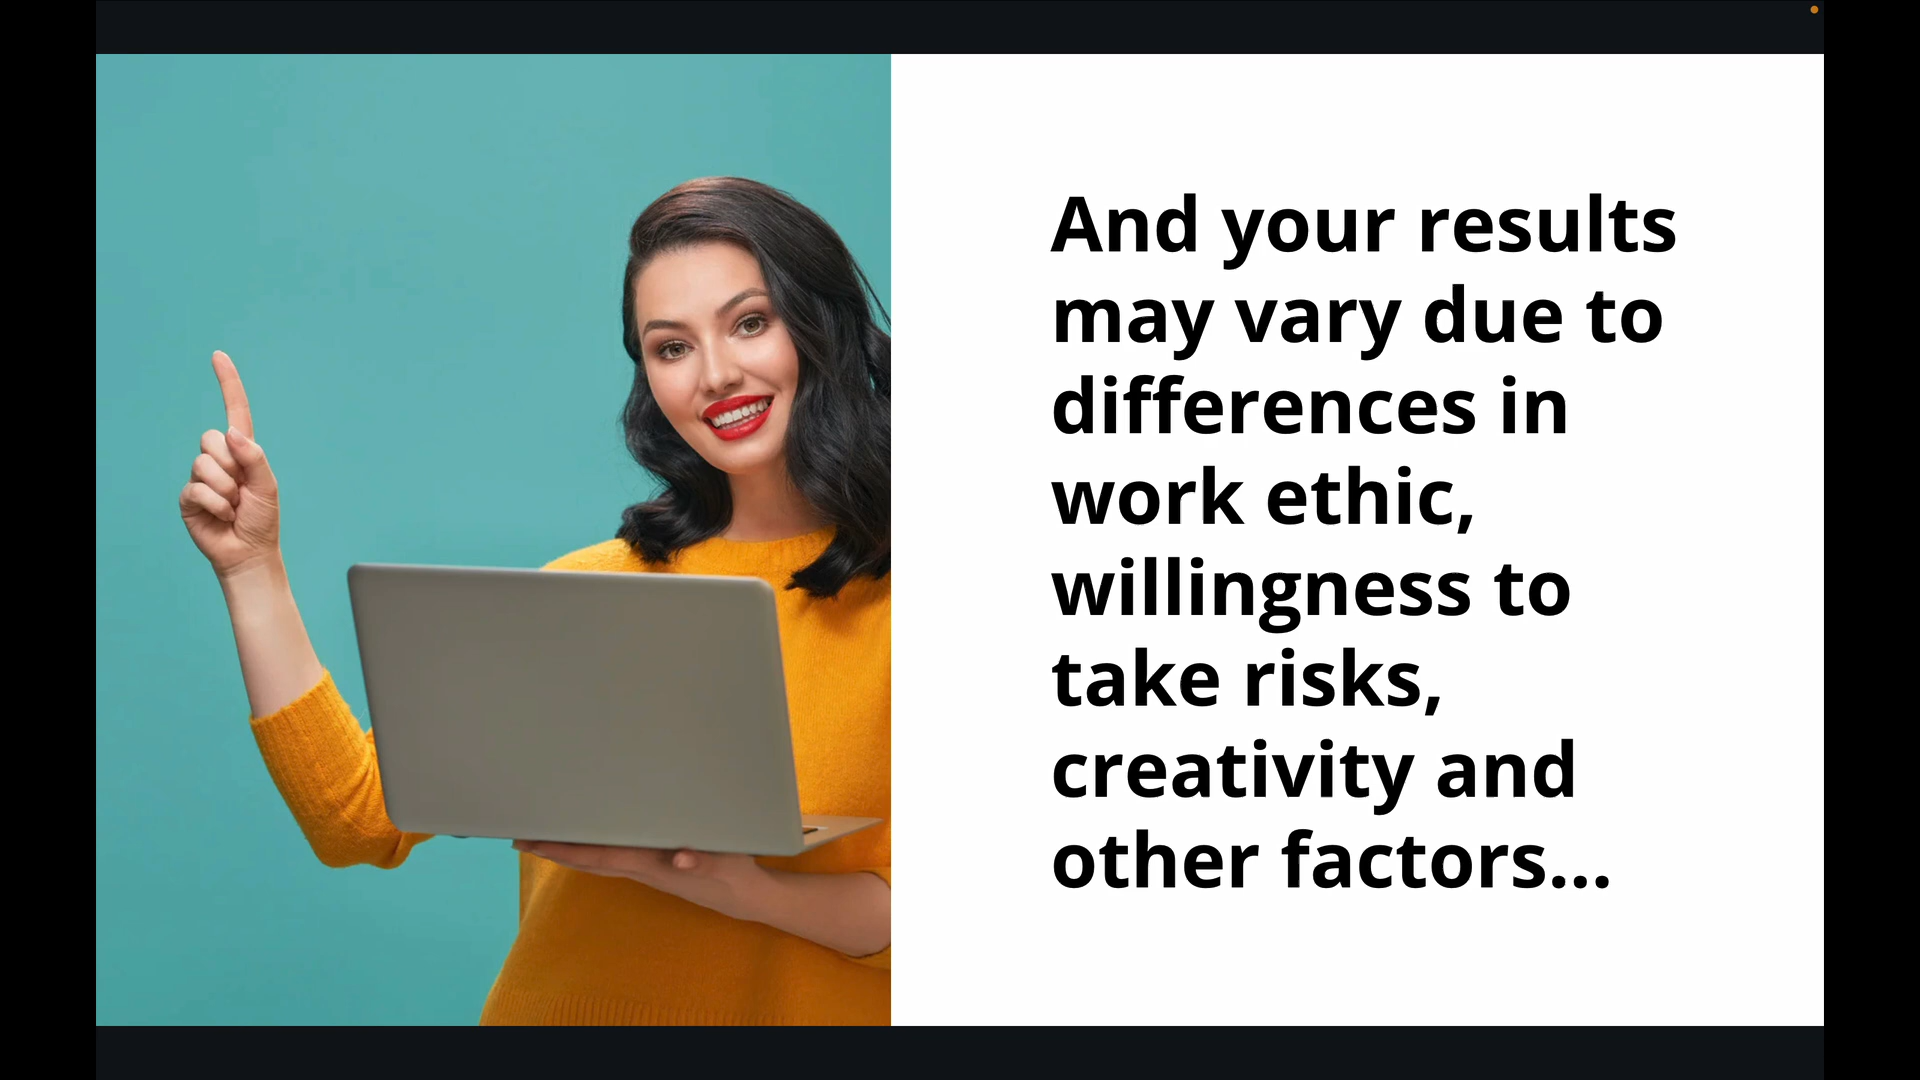 And your results
may vary due to
differences in
work ethic,
willingness to
take risks,
creativity and
other factors...